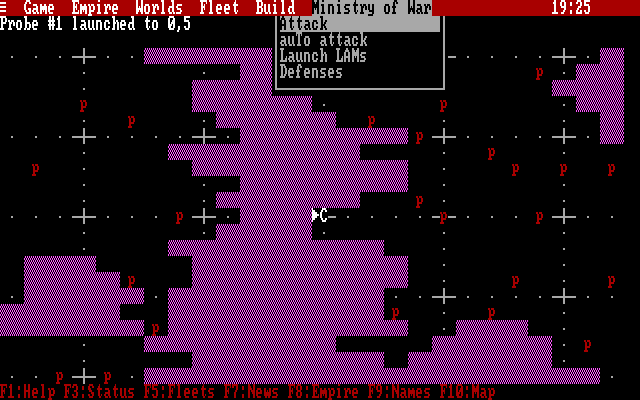 ≡ Game Empire Worlds Fleet Build Ministry of War 19:25
Probe #1 launched to 0,5
Attack
auTo attack
Launch LAMs
Defenses
p
p p
p p
p
p
p p p p
p
p p p
C
p p p
p p
p
p
p p
F1:Help F3:Status F5:Fleets F7:News F8:Empire F9:Names F10:Map